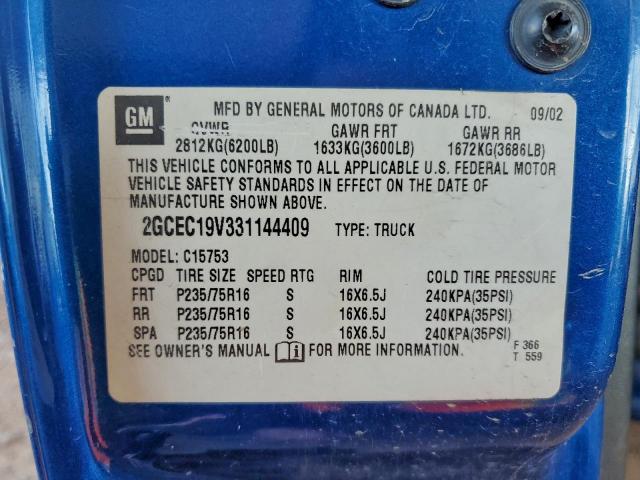 GM ® MFD BY GENERAL MOTORS OF CANADA LTD. 09/02
GVWR GAWR FRT GAWR RR
2812KG(6200LB) 1633KG(3600LB) 1672KG(3686LB)
THIS VEHICLE CONFORMS TO ALL APPLICABLE U.S. FEDERAL MOTOR
VEHICLE SAFETY STANDARDS IN EFFECT ON THE DATE OF
MANUFACTURE SHOWN ABOVE.
2GCEC19V331144409 TYPE: TRUCK
MODEL: C15753
CPGD TIRE SIZE SPEED RTG RIM COLD TIRE PRESSURE
FRT P235/75R16 S 16X6.5J 240KPA(35PSI)
RR P235/75R16 S 16X6.5J 240KPA(35PSI)
SPA P235/75R16 S 16X6.5J 240KPA(35PSI)
SEE OWNER'S MANUAL i FOR MORE INFORMATION.
F 366
T 559